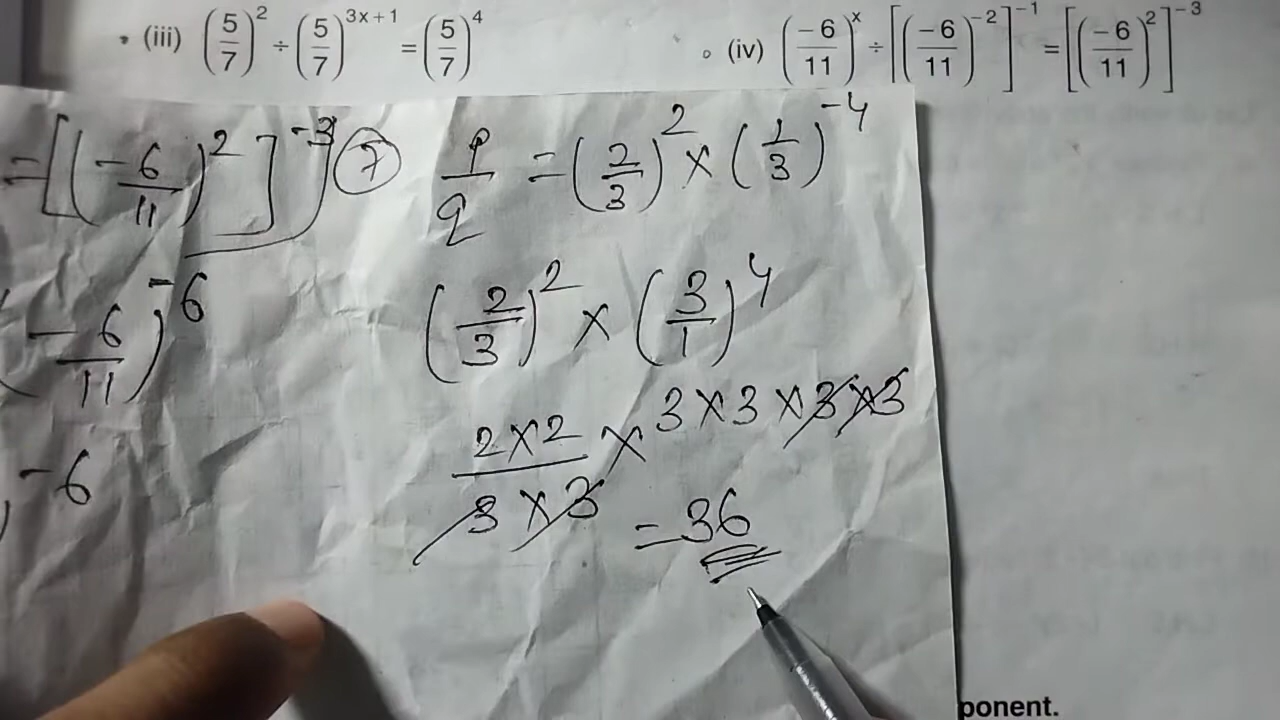 (iii) (5/7)² ÷ (5/7)^(3x+1) = (5/7)⁴
(iv) (-6/11)^x ÷ [(-6/11)^-2]^-1 = [(-6/11)²]^-3
= [(-6/11)²]^-3
(-6/11)^-6
-6
(7) p/q = (2/3)² × (1/3)^-4
(2/3)² × (3/1)⁴
2×2/3×3 × 3×3×3×3
= 36
ponent.